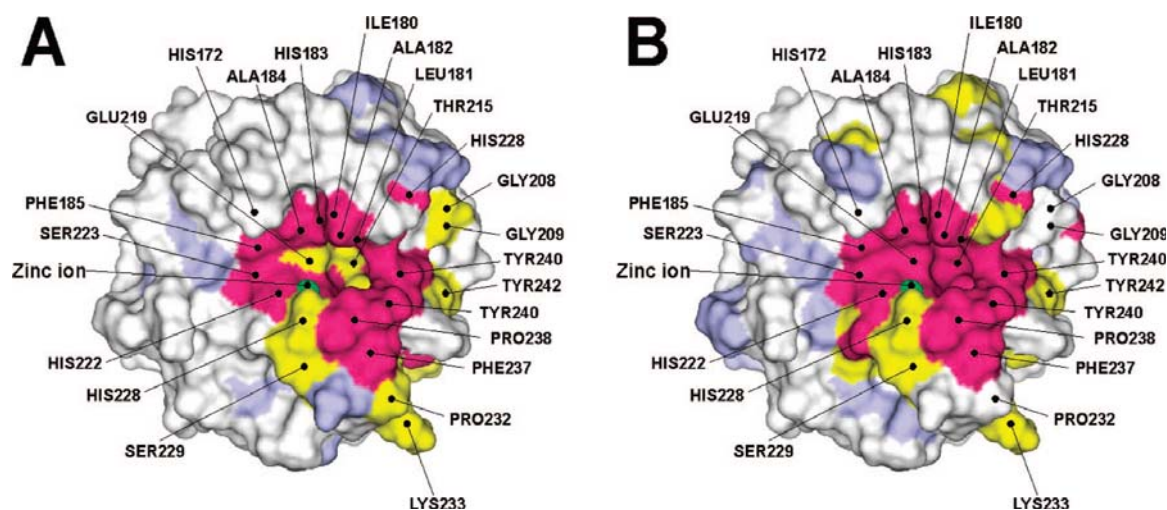 A
ILE180
HIS183
ALA182
HIS172
ALA184
LEU181
THR215
GLU219
HIS228
GLY208
PHE185
SER223
GLY209
Zinc ion
TYR240
TYR242
TYR240
PRO238
HIS222
PHE237
HIS228
PRO232
SER229
LYS233
B
ILE180
HIS183
ALA182
HIS172
ALA184
LEU181
THR215
GLU219
HIS228
GLY208
PHE185
SER223
GLY209
Zinc ion
TYR240
TYR242
TYR240
PRO238
HIS222
PHE237
HIS228
PRO232
SER229
LYS233